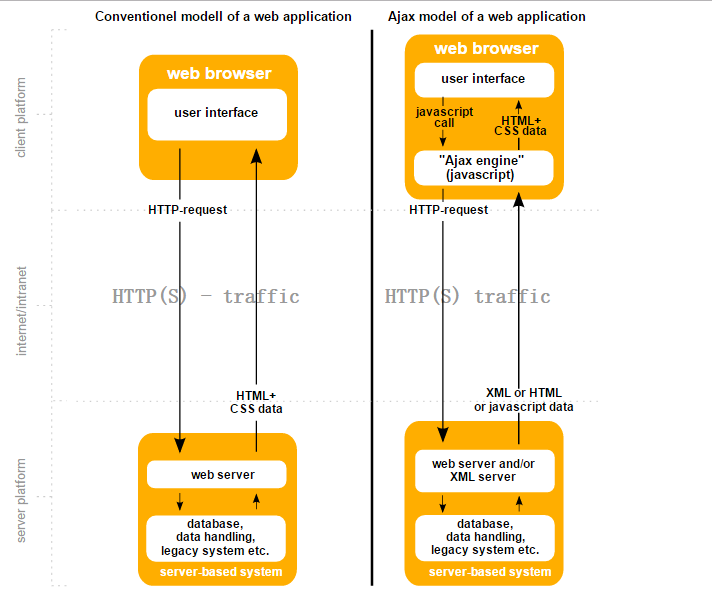 Conventionel modell of a web application
Ajax model of a web application
client platform
internet/intranet
server platform
web browser
user interface
HTTP-request
HTTP(S) - traffic
HTML+
CSS data
web server
database,
data handling,
legacy system etc.
server-based system
web browser
user interface
javascript
call
HTML+
CSS data
"Ajax engine"
(javascript)
HTTP-request
HTTP(S) traffic
XML or HTML
or javascript data
web server and/or
XML server
database,
data handling,
legacy system etc.
server-based system